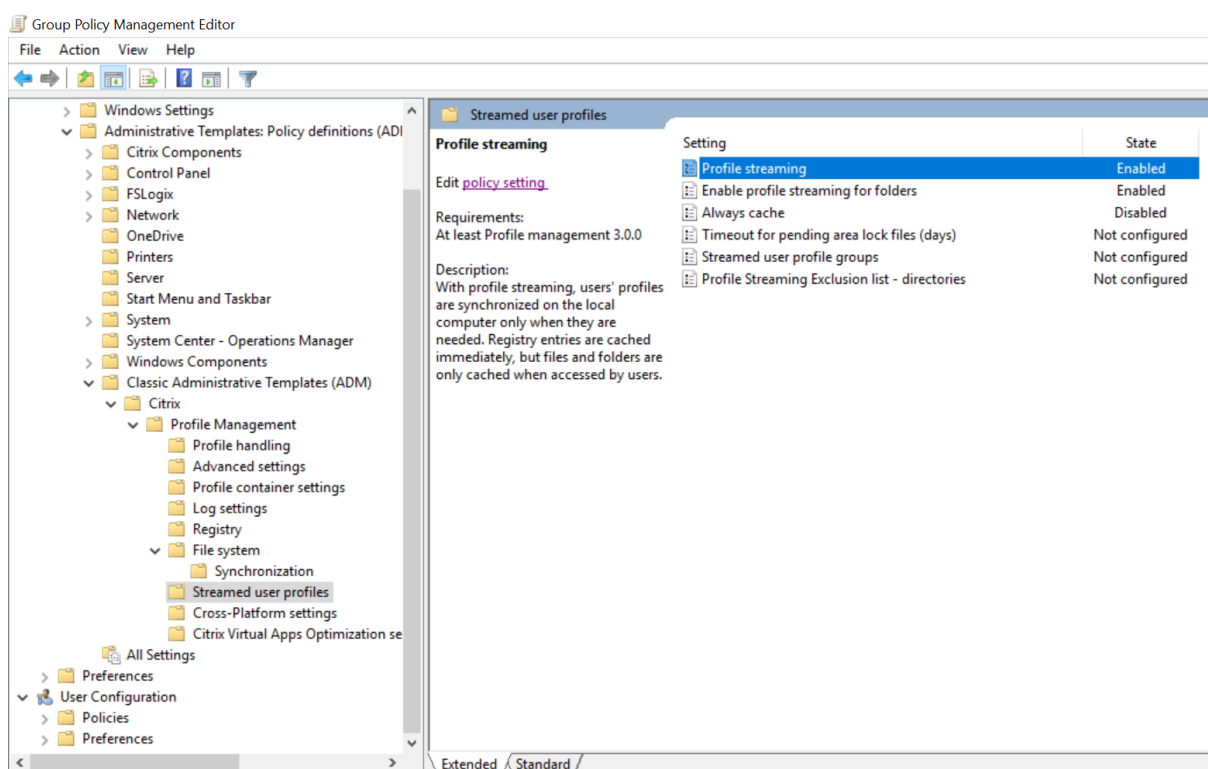 Group Policy Management Editor
File Action View Help
Windows Settings
Administrative Templates: Policy definitions (ADI
Citrix Components
Control Panel
FSLogix
Network
OneDrive
Printers
Server
Start Menu and Taskbar
System
System Center - Operations Manager
Windows Components
Classic Administrative Templates (ADM)
Citrix
Profile Management
Profile handling
Advanced settings
Profile container settings
Log settings
Registry
File system
Synchronization
Streamed user profiles
Cross-Platform settings
Citrix Virtual Apps Optimization se
All Settings
Preferences
User Configuration
Policies
Preferences
Streamed user profiles
Profile streaming
Edit policy setting
Requirements:
At least Profile management 3.0.0
Description:
With profile streaming, users' profiles
are synchronized on the local
computer only when they are
needed. Registry entries are cached
immediately, but files and folders are
only cached when accessed by users.
Setting State
Profile streaming Enabled
Enable profile streaming for folders Enabled
Always cache Disabled
Timeout for pending area lock files (days) Not configured
Streamed user profile groups Not configured
Profile Streaming Exclusion list - directories Not configured
Extended Standard